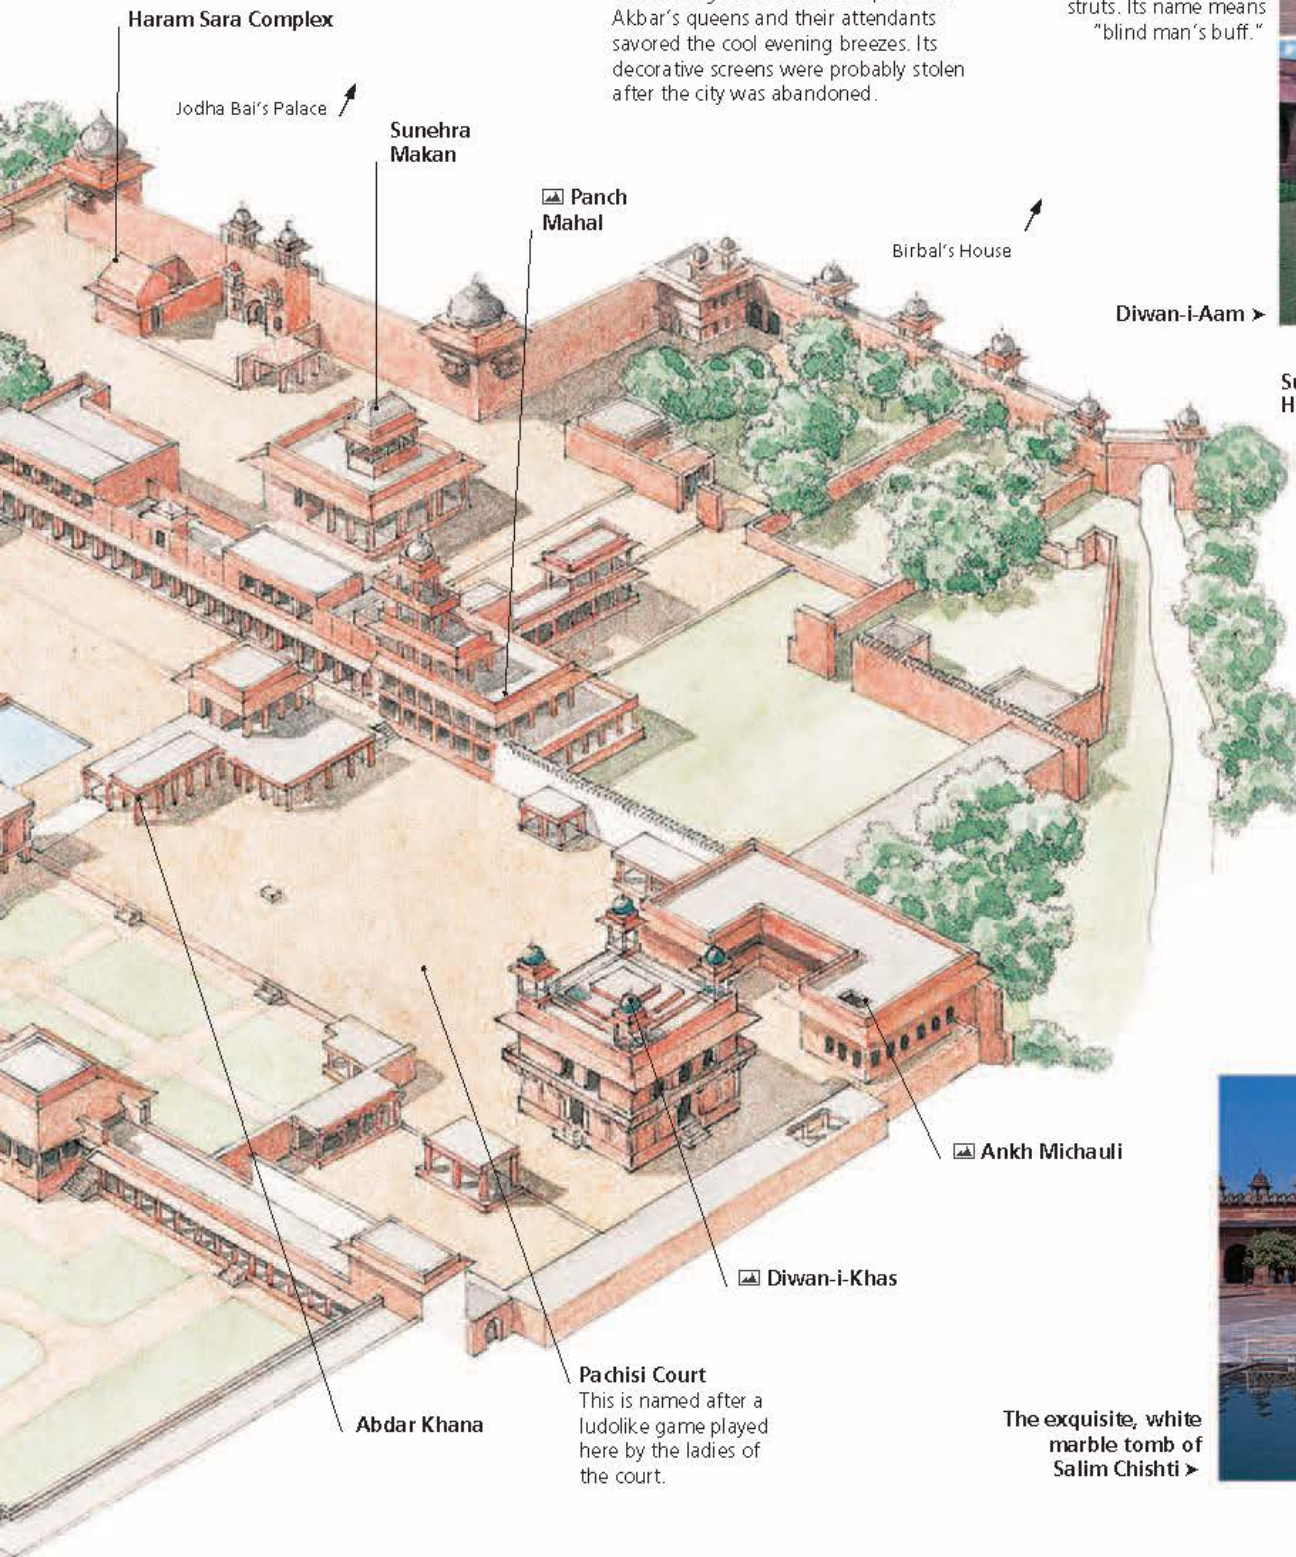 Haram Sara Complex
Akbar's queens and their attendants
savored the cool evening breezes. Its
decorative screens were probably stolen
after the city was abandoned.
struts. Its name means
"blind man's buff."
Jodha Bai's Palace
Sunehra
Makan
Panch
Mahal
Birbal's House
Diwan-i-Aam ➤
Ankh Michauli
Diwan-i-Khas
Pachisi Court
This is named after a
ludolike game played
here by the ladies of
the court.
Abdar Khana
The exquisite, white
marble tomb of
Salim Chishti ➤